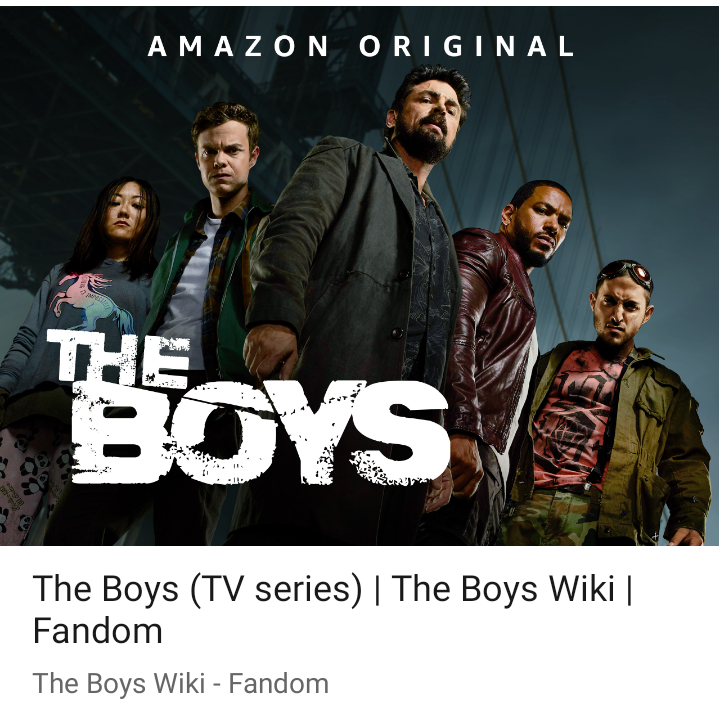 AMAZON ORIGINAL
THE
BOYS
The Boys (TV series) | The Boys Wiki |
Fandom
The Boys Wiki - Fandom